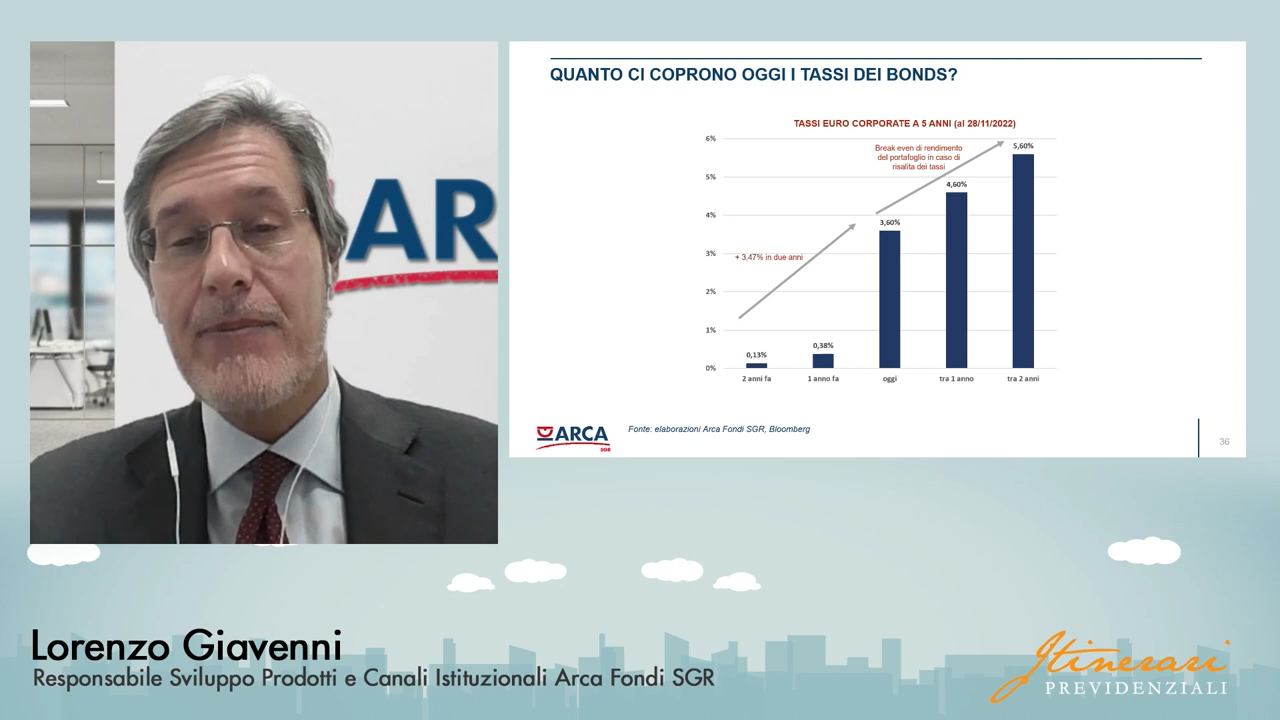 AR
QUANTO CI COPRONO OGGI I TASSI DEI BONDS?
TASSI EURO CORPORATE A 5 ANNI (al 28/11/2022)
6%
5%
4%
3%
2%
1%
0%
Break even di rendimento
del portafoglio in caso di
risalita dei tassi
+ 3,47% in due anni
0,13%
0,38%
3,60%
4,60%
5,60%
2 anni fa
1 anno fa
oggi
tra 1 anno
tra 2 anni
ARCA
SGR
Fonte: elaborazioni Arca Fondi SGR, Bloomberg
36
Lorenzo Giavenni
Responsabile Sviluppo Prodotti e Canali Istituzionali Arca Fondi SGR
Itinerari
PREVIDENZIALI